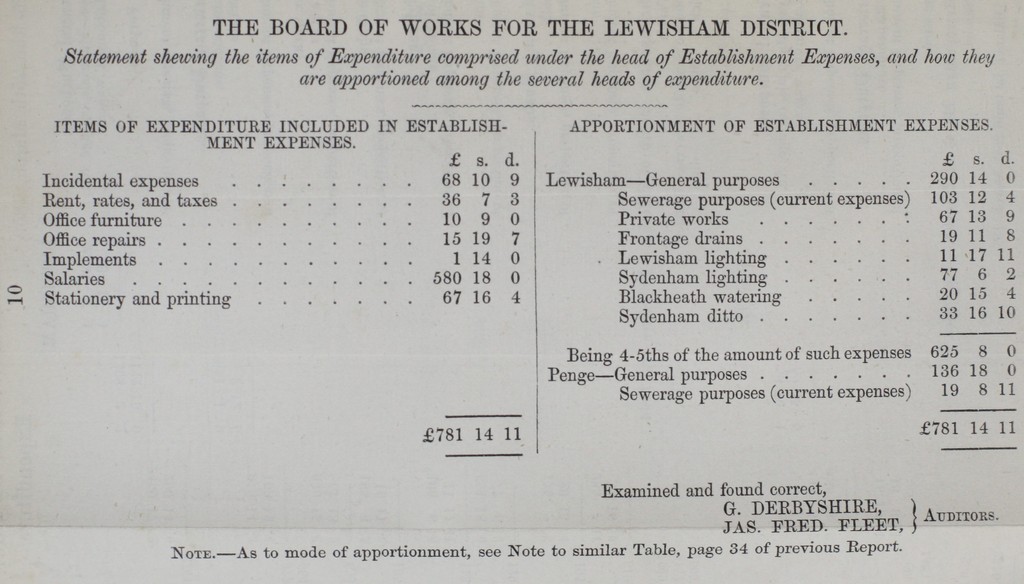 THE BOARD OF WORKS FOR THE LEWISHAM DISTRICT.
Statement shewing the items of Expenditure comprised under the head of Establishment Expenses, and how they
are apportioned among the several heads of expenditure.
ITEMS OF EXPENDITURE INCLUDED IN ESTABLISH-
MENT EXPENSES.
£ s. d.
Incidental expenses . . . . . . . . 68 10 9
Rent, rates, and taxes . . . . . . . . 36 7 3
Office furniture . . . . . . . . . . 10 9 0
Office repairs . . . . . . . . . . . 15 19 7
Implements . . . . . . . . . . . 1 14 0
Salaries . . . . . . . . . . . . 580 18 0
Stationery and printing . . . . . . . 67 16 4
£781 14 11
APPORTIONMENT OF ESTABLISHMENT EXPENSES.
£ s. d.
Lewisham—General purposes . . . . . 290 14 0
Sewerage purposes (current expenses) 103 12 4
Private works . . . . . . . 67 13 9
Frontage drains . . . . . . . 19 11 8
Lewisham lighting . . . . . . 11 17 11
Sydenham lighting . . . . . . 77 6 2
Blackheath watering . . . . . 20 15 4
Sydenham ditto . . . . . . . 33 16 10
Being 4-5ths of the amount of such expenses 625 8 0
Penge—General purposes . . . . . . . 136 18 0
Sewerage purposes (current expenses) 19 8 11
£781 14 11
Examined and found correct,
G. DERBYSHIRE,
JAS. FRED. FLEET, } AUDITORS.
NOTE.—As to mode of apportionment, see Note to similar Table, page 34 of previous Report.
10